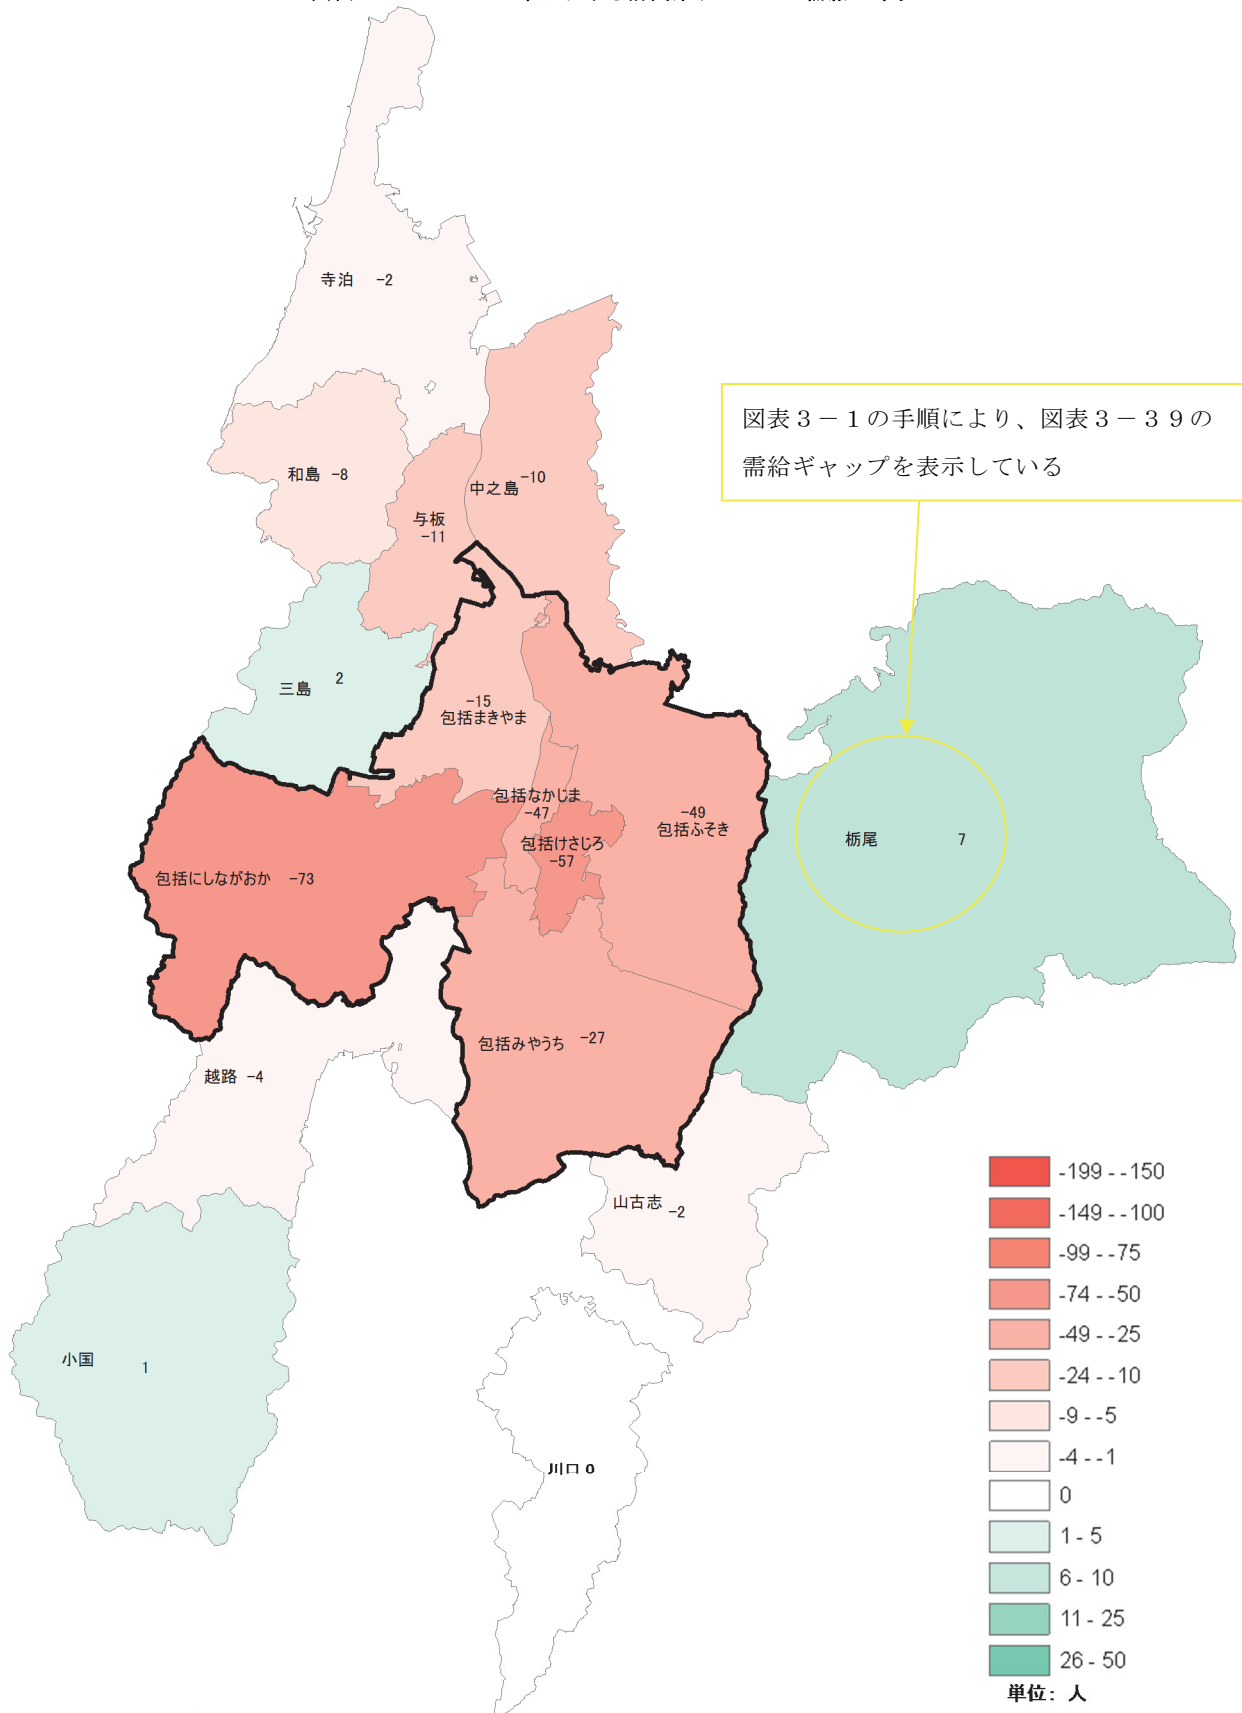 寺泊 -2
図表３－１の手順により、図表３－３９の
需給ギャップを表示している
和島 -8
中之島 -10
与板
-11
三島 2
-15
包括まきやま
包括なかじま
-47
-49
包括ふそき
包括けさじろ
-57
栃尾 7
包括にしながおか -73
包括みやうち -27
越路 -4
山古志 -2
小国 1
川口 0
-199 - -150
-149 - -100
-99 - -75
-74 - -50
-49 - -25
-24 - -10
-9 - -5
-4 - -1
0
1 - 5
6 - 10
11 - 25
26 - 50
単位：人